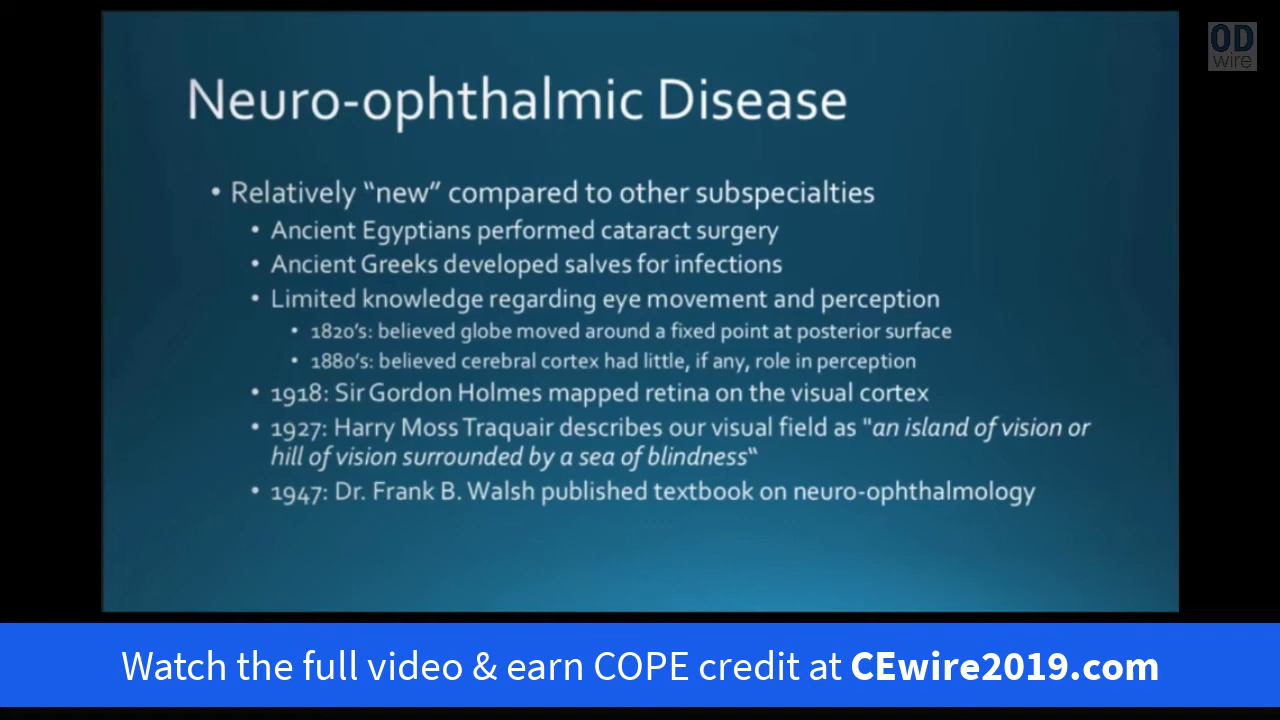 OD
wire
Neuro-ophthalmic Disease
• Relatively “new” compared to other subspecialties
• Ancient Egyptians performed cataract surgery
• Ancient Greeks developed salves for infections
• Limited knowledge regarding eye movement and perception
• 1820’s: believed globe moved around a fixed point at posterior surface
• 1880’s: believed cerebral cortex had little, if any, role in perception
• 1918: Sir Gordon Holmes mapped retina on the visual cortex
• 1927: Harry Moss Traquair describes our visual field as "an island of vision or
hill of vision surrounded by a sea of blindness“
• 1947: Dr. Frank B. Walsh published textbook on neuro-ophthalmology
Watch the full video & earn COPE credit at CEwire2019.com